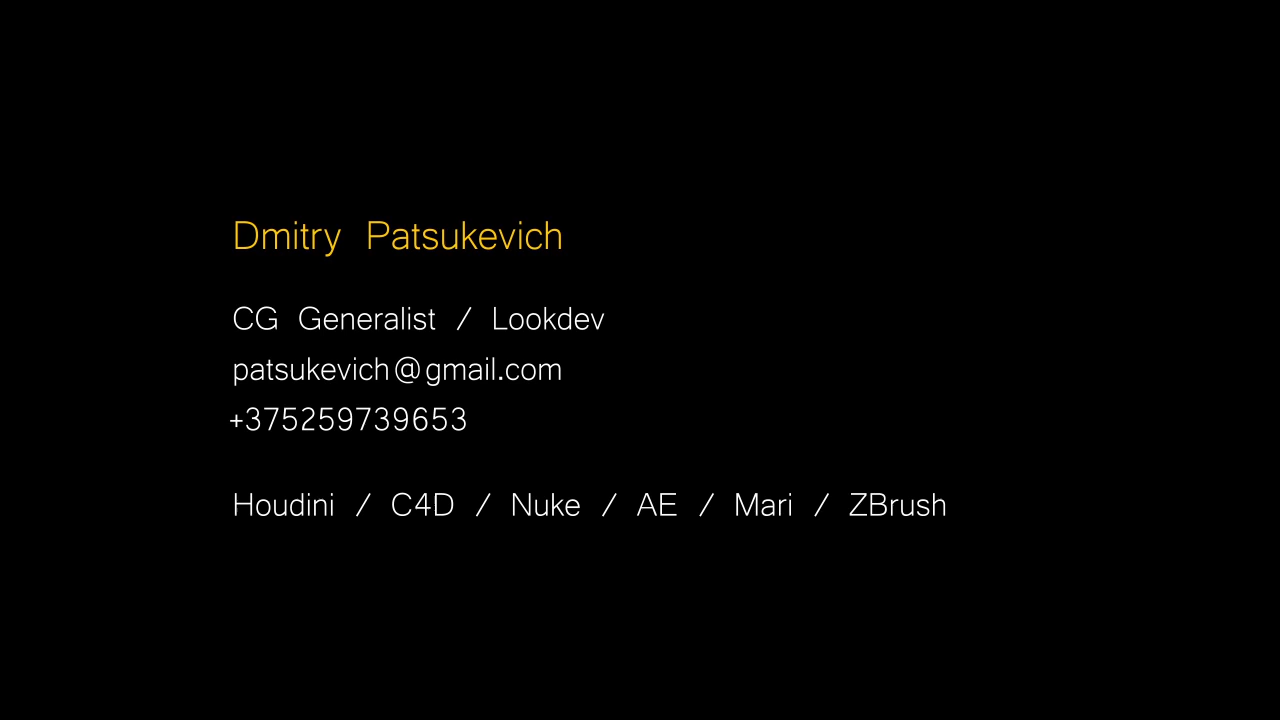 Dmitry Patsukevich
CG Generalist / Lookdev
patsukevich@gmail.com
+375259739653
Houdini / C4D / Nuke / AE / Mari / ZBrush